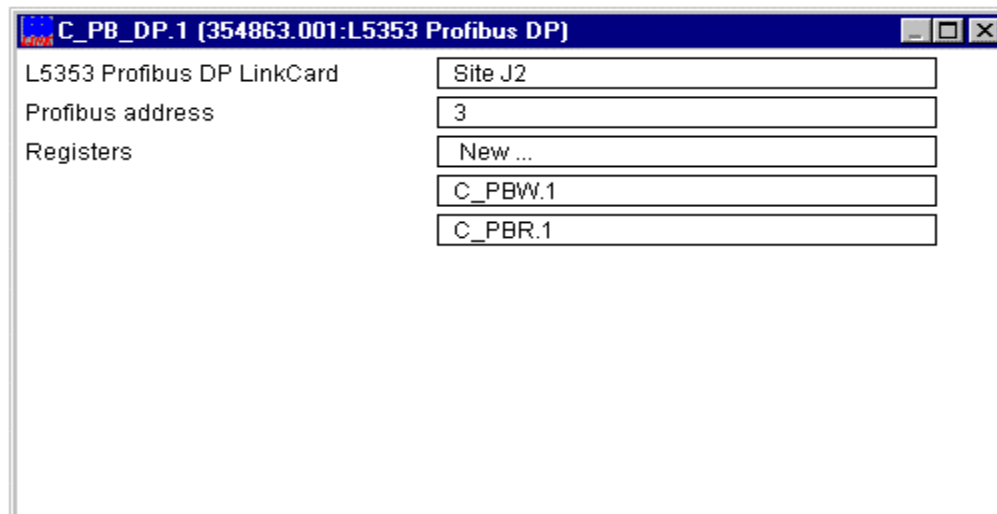 C_PB_DP.1 (354863.001:L5353 Profibus DP)
L5353 Profibus DP LinkCard Site J2
Profibus address 3
Registers New ...
C_PBW.1
C_PBR.1